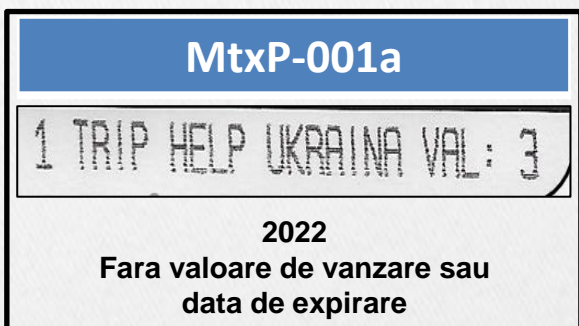 MtxP-001a
1 TRIP HELP UKRAINA VAL: 3
2022
Fara valoare de vanzare sau
data de expirare